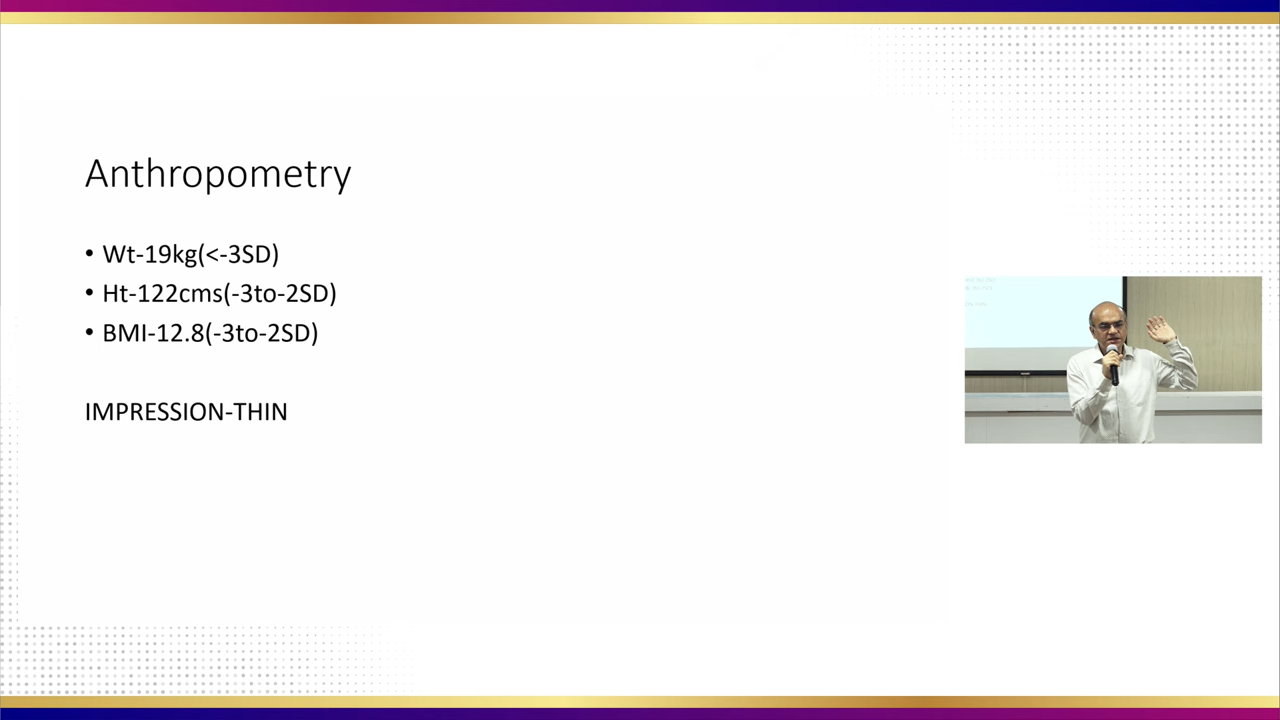 Anthropometry
• Wt-19kg(<-3SD)
• Ht-122cms(-3to-2SD)
• BMI-12.8(-3to-2SD)
IMPRESSION-THIN